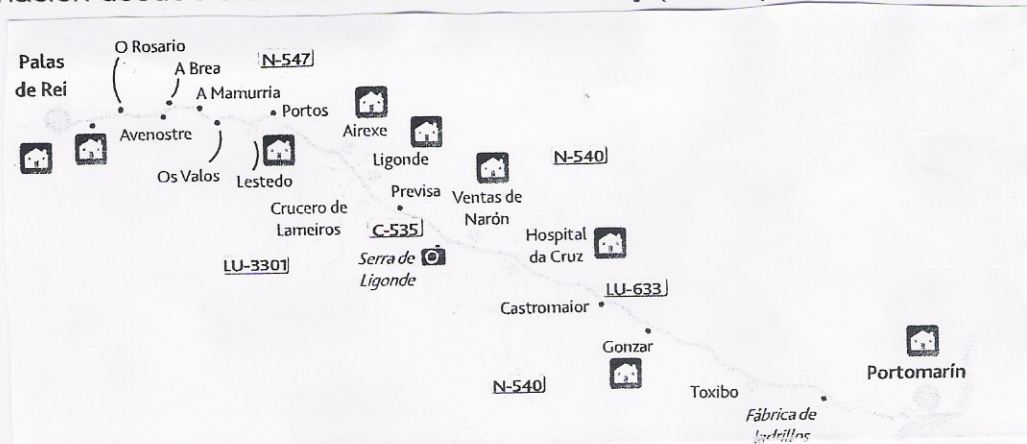 Palas
de Rei
O Rosario
A Brea
N-547
A Mamurria
Portos
Avenostre
Os Valos
Lestedo
Airexe
Ligonde
N-540
Crucero de
Lameiros
Previsa
Ventas de
Narón
C-535
LU-3301
Serra de
Ligonde
Hospital
da Cruz
LU-633
Castromaior
Gonzar
N-540
Toxibo
Portomarín
Fábrica de
ladrillos